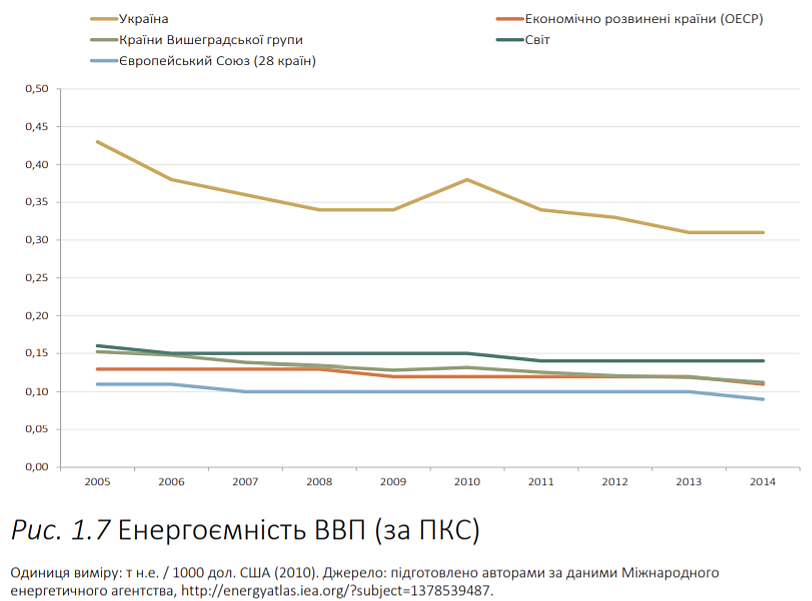 Україна
Економічно розвинені країни (ОЕСР)
Країни Вишеградської групи
Світ
Європейський Союз (28 країн)
0,50
0,45
0,40
0,35
0,30
0,25
0,20
0,15
0,10
0,05
0,00
2005 2006 2007 2008 2009 2010 2011 2012 2013 2014
Рис. 1.7 Енергоємність ВВП (за ПКС)
Одиниця виміру: т н.е. / 1000 дол. США (2010). Джерело: підготовлено авторами за даними Міжнародного
енергетичного агентства, http://energyatlas.iea.org/?subject=1378539487.